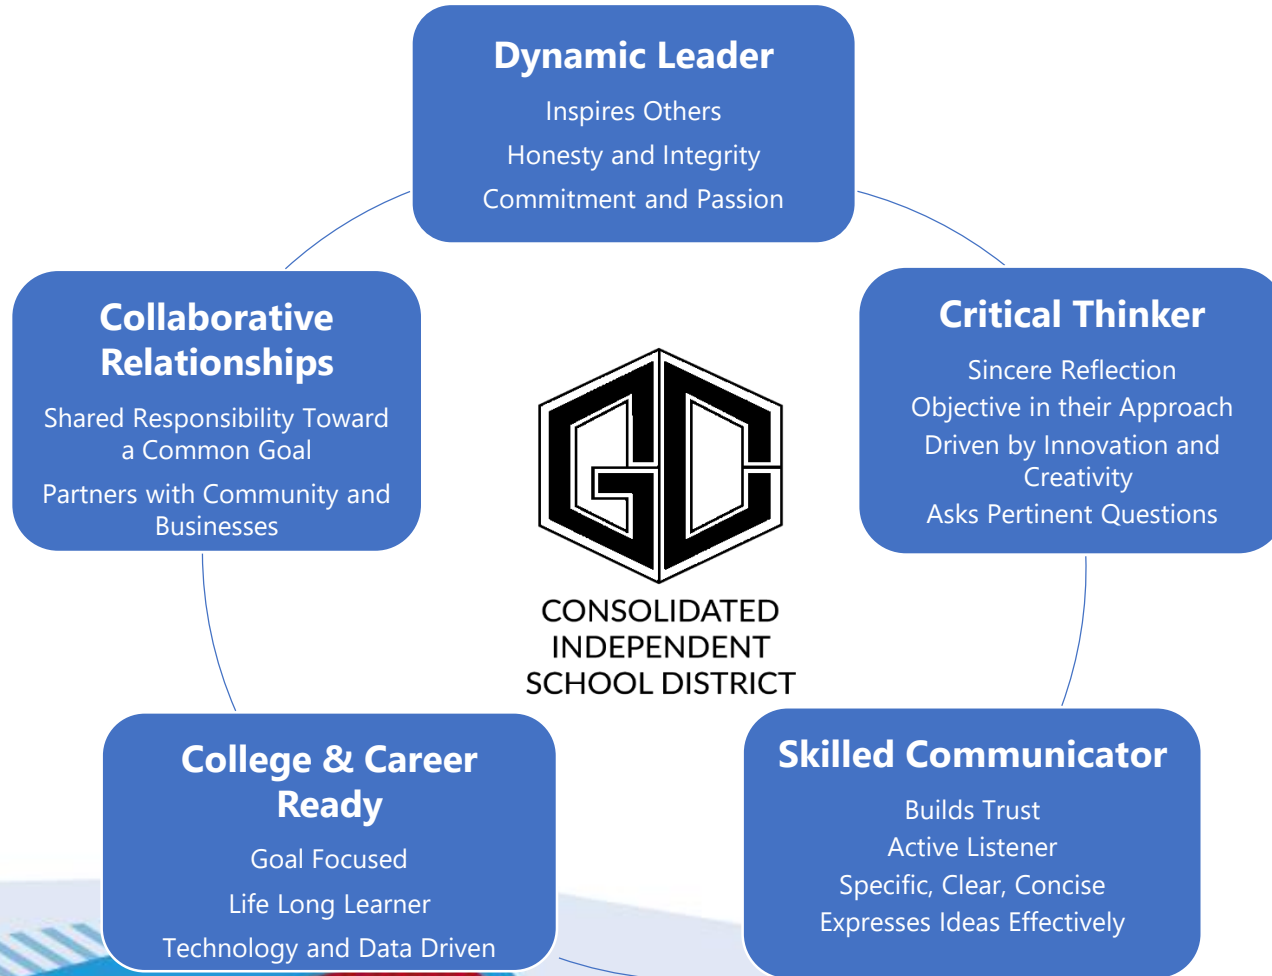 Dynamic Leader
Inspires Others
Honesty and Integrity
Commitment and Passion
Critical Thinker
Sincere Reflection
Objective in their Approach
Driven by Innovation and
Creativity
Asks Pertinent Questions
Skilled Communicator
Builds Trust
Active Listener
Specific, Clear, Concise
Expresses Ideas Effectively
College & Career
Ready
Goal Focused
Life Long Learner
Technology and Data Driven
Collaborative
Relationships
Shared Responsibility Toward
a Common Goal
Partners with Community and
Businesses
GC
CONSOLIDATED
INDEPENDENT
SCHOOL DISTRICT